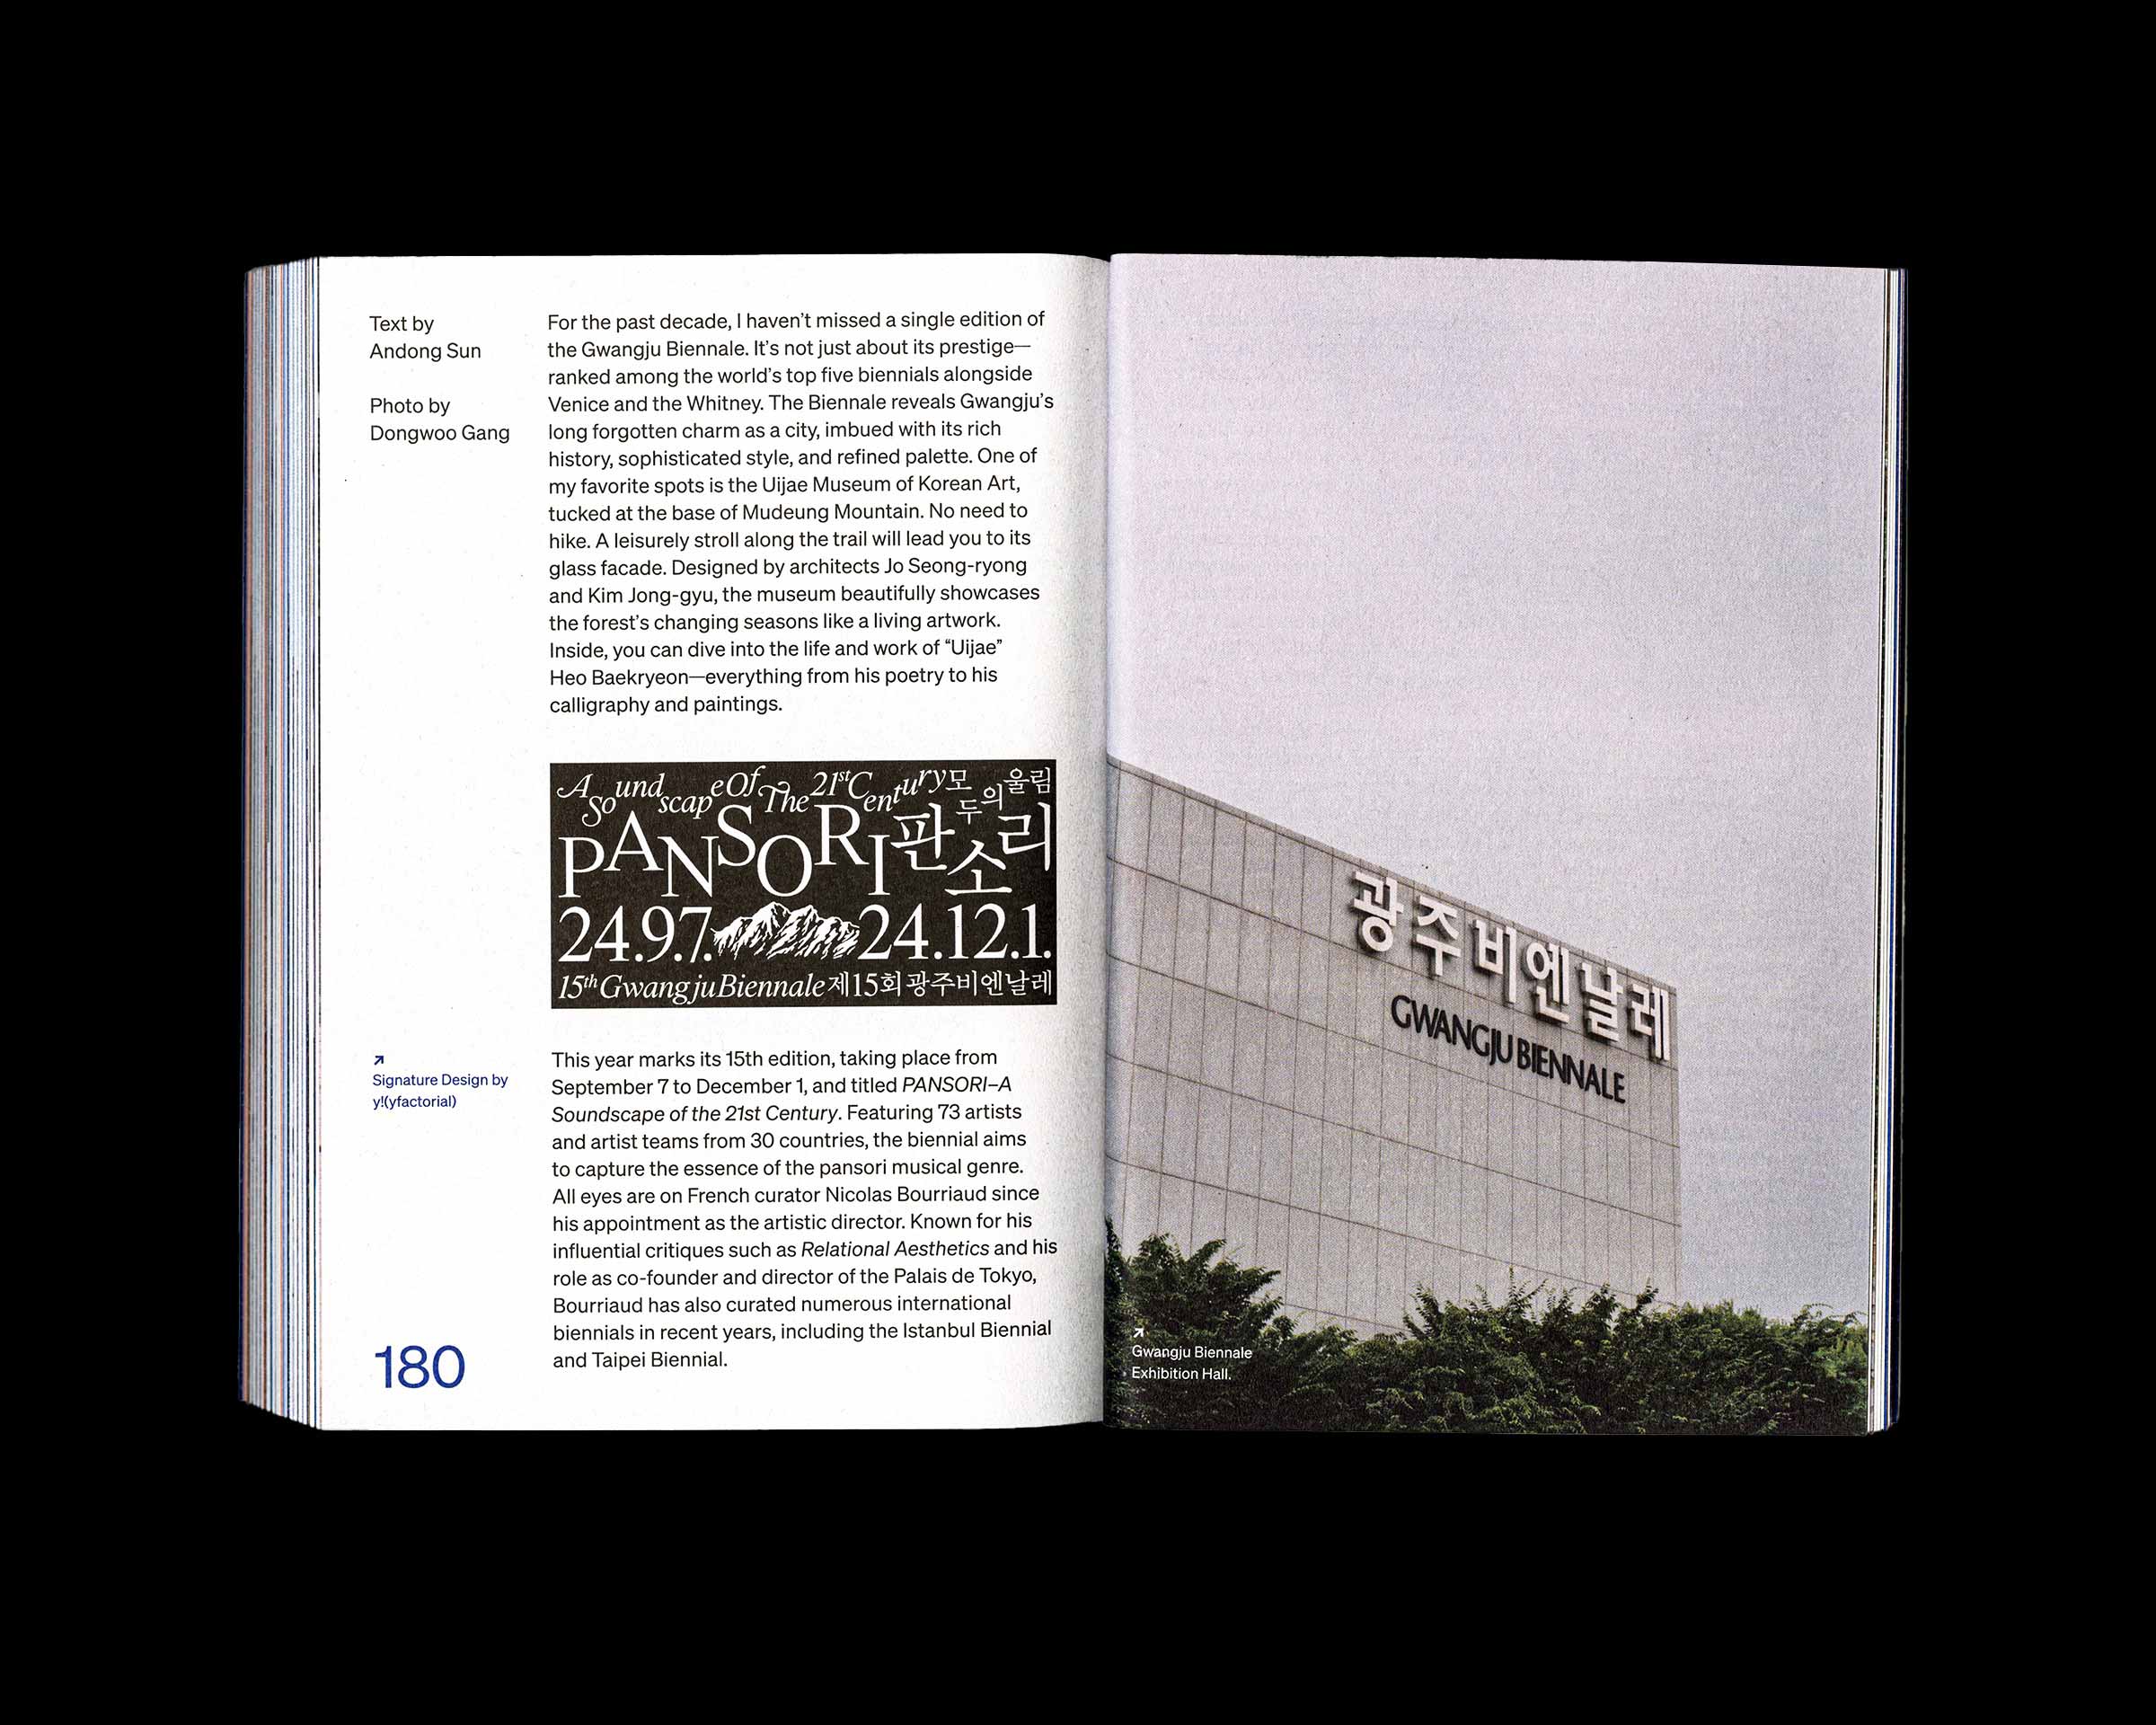 Text by
Andong Sun
Photo by
Dongwoo Gang
For the past decade, I haven’t missed a single edition of
the Gwangju Biennale. It’s not just about its prestige—
ranked among the world’s top five biennials alongside
Venice and the Whitney. The Biennale reveals Gwangju’s
long forgotten charm as a city, imbued with its rich
history, sophisticated style, and refined palette. One of
my favorite spots is the Uijae Museum of Korean Art,
tucked at the base of Mudeung Mountain. No need to
hike. A leisurely stroll along the trail will lead you to its
glass facade. Designed by architects Jo Seong-ryong
and Kim Jong-gyu, the museum beautifully showcases
the forest’s changing seasons like a living artwork.
Inside, you can dive into the life and work of “Uijae”
Heo Baekryeon—everything from his poetry to his
calligraphy and paintings.
A Soundscape Of The 21st Century 모두의 울림
PANSORI 판소리
24.9.7. 24.12.1.
15th Gwangju Biennale 제15회 광주비엔날레
↗
Signature Design by
y!(yfactorial)
This year marks its 15th edition, taking place from
September 7 to December 1, and titled PANSORI–A
Soundscape of the 21st Century. Featuring 73 artists
and artist teams from 30 countries, the biennial aims
to capture the essence of the pansori musical genre.
All eyes are on French curator Nicolas Bourriaud since
his appointment as the artistic director. Known for his
influential critiques such as Relational Aesthetics and his
role as co-founder and director of the Palais de Tokyo,
Bourriaud has also curated numerous international
biennials in recent years, including the Istanbul Biennial
and Taipei Biennial.
180
광주비엔날레
GWANGJU BIENNALE
↗
Gwangju Biennale
Exhibition Hall.